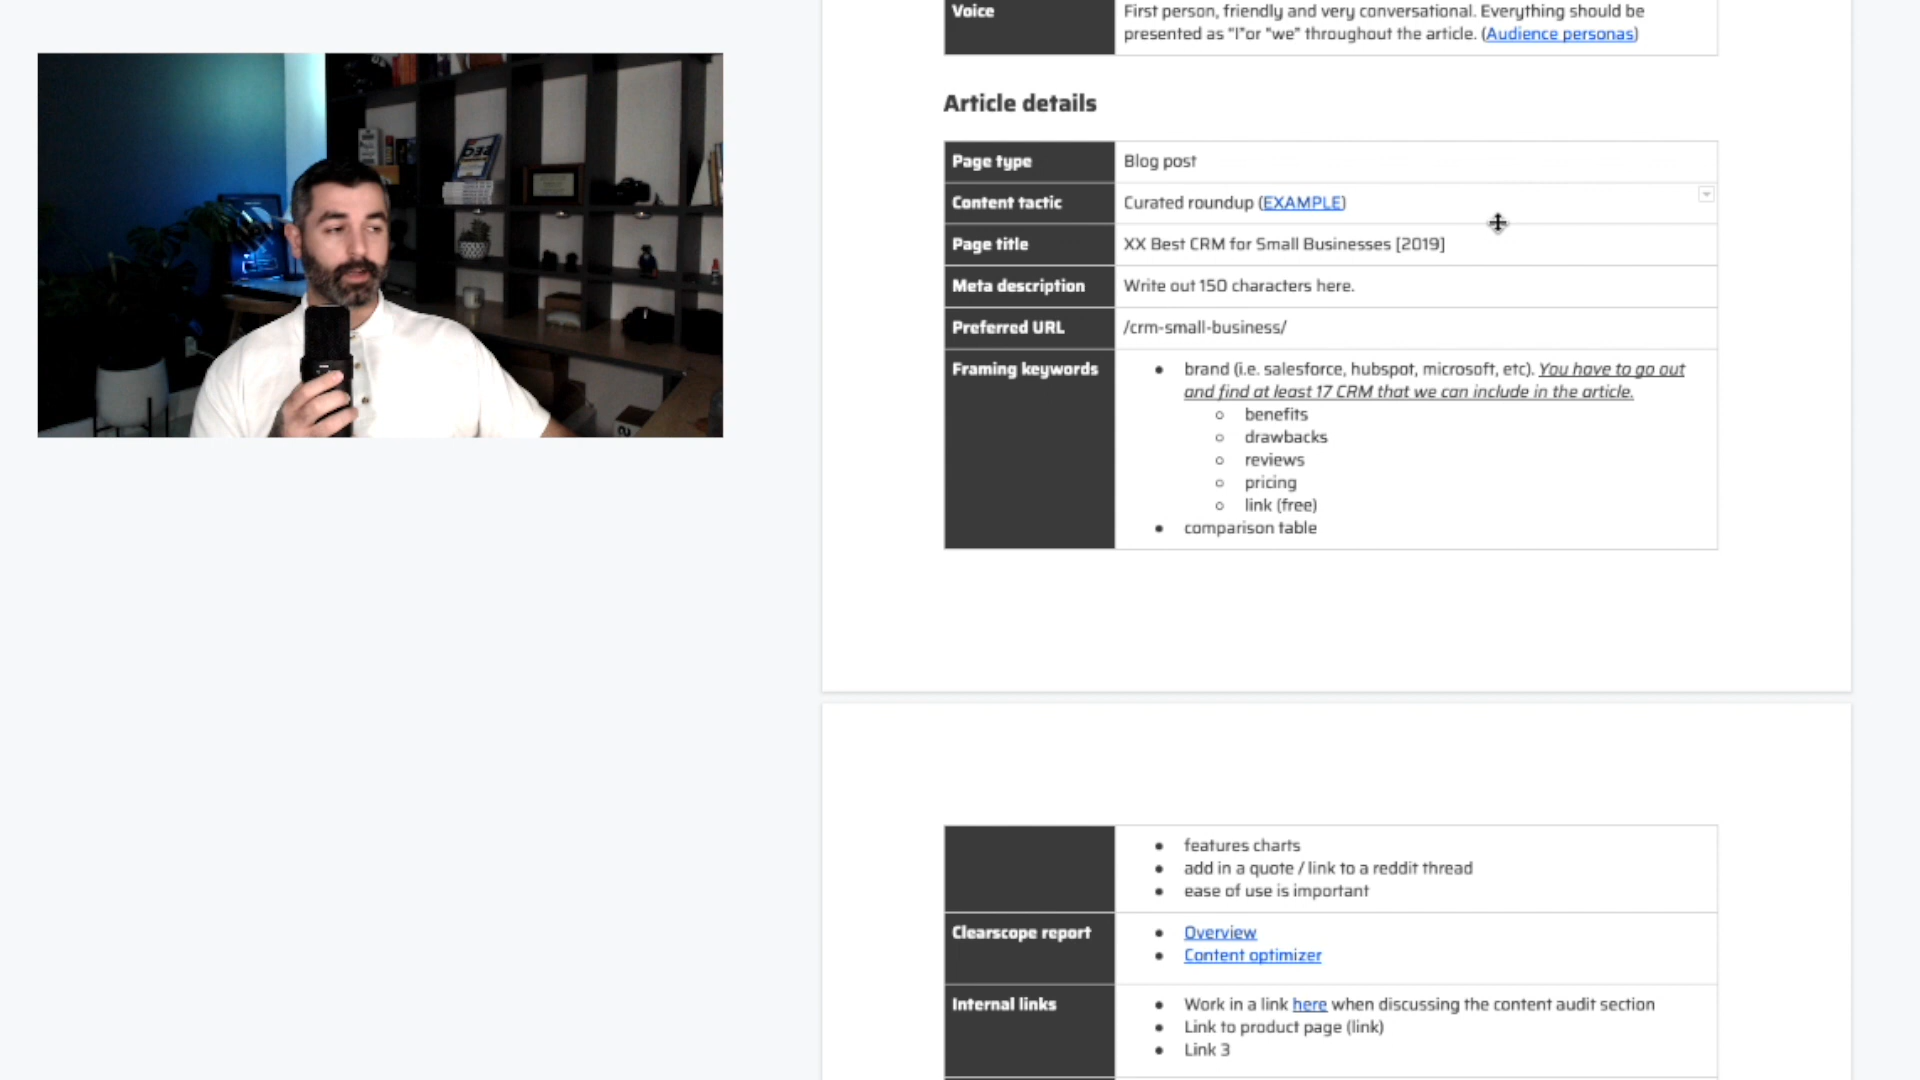 Voice
First person, friendly and very conversational. Everything should be
presented as "I"or "we" throughout the article. (Audience personas)
Article details
Page type
Blog post
Content tactic
Curated roundup (EXAMPLE)
Page title
XX Best CRM for Small Businesses [2019]
Meta description
Write out 150 characters here.
Preferred URL
/crm-small-business/
Framing keywords
brand (i.e. salesforce, hubspot, microsoft, etc). You have to go out
and find at least 17 CRM that we can include in the article.
benefits
drawbacks
reviews
pricing
link (free)
comparison table
features charts
add in a quote / link to a reddit thread
ease of use is important
Clearscope report
Overview
Content optimizer
Internal links
Work in a link here when discussing the content audit section
Link to product page (link)
Link 3